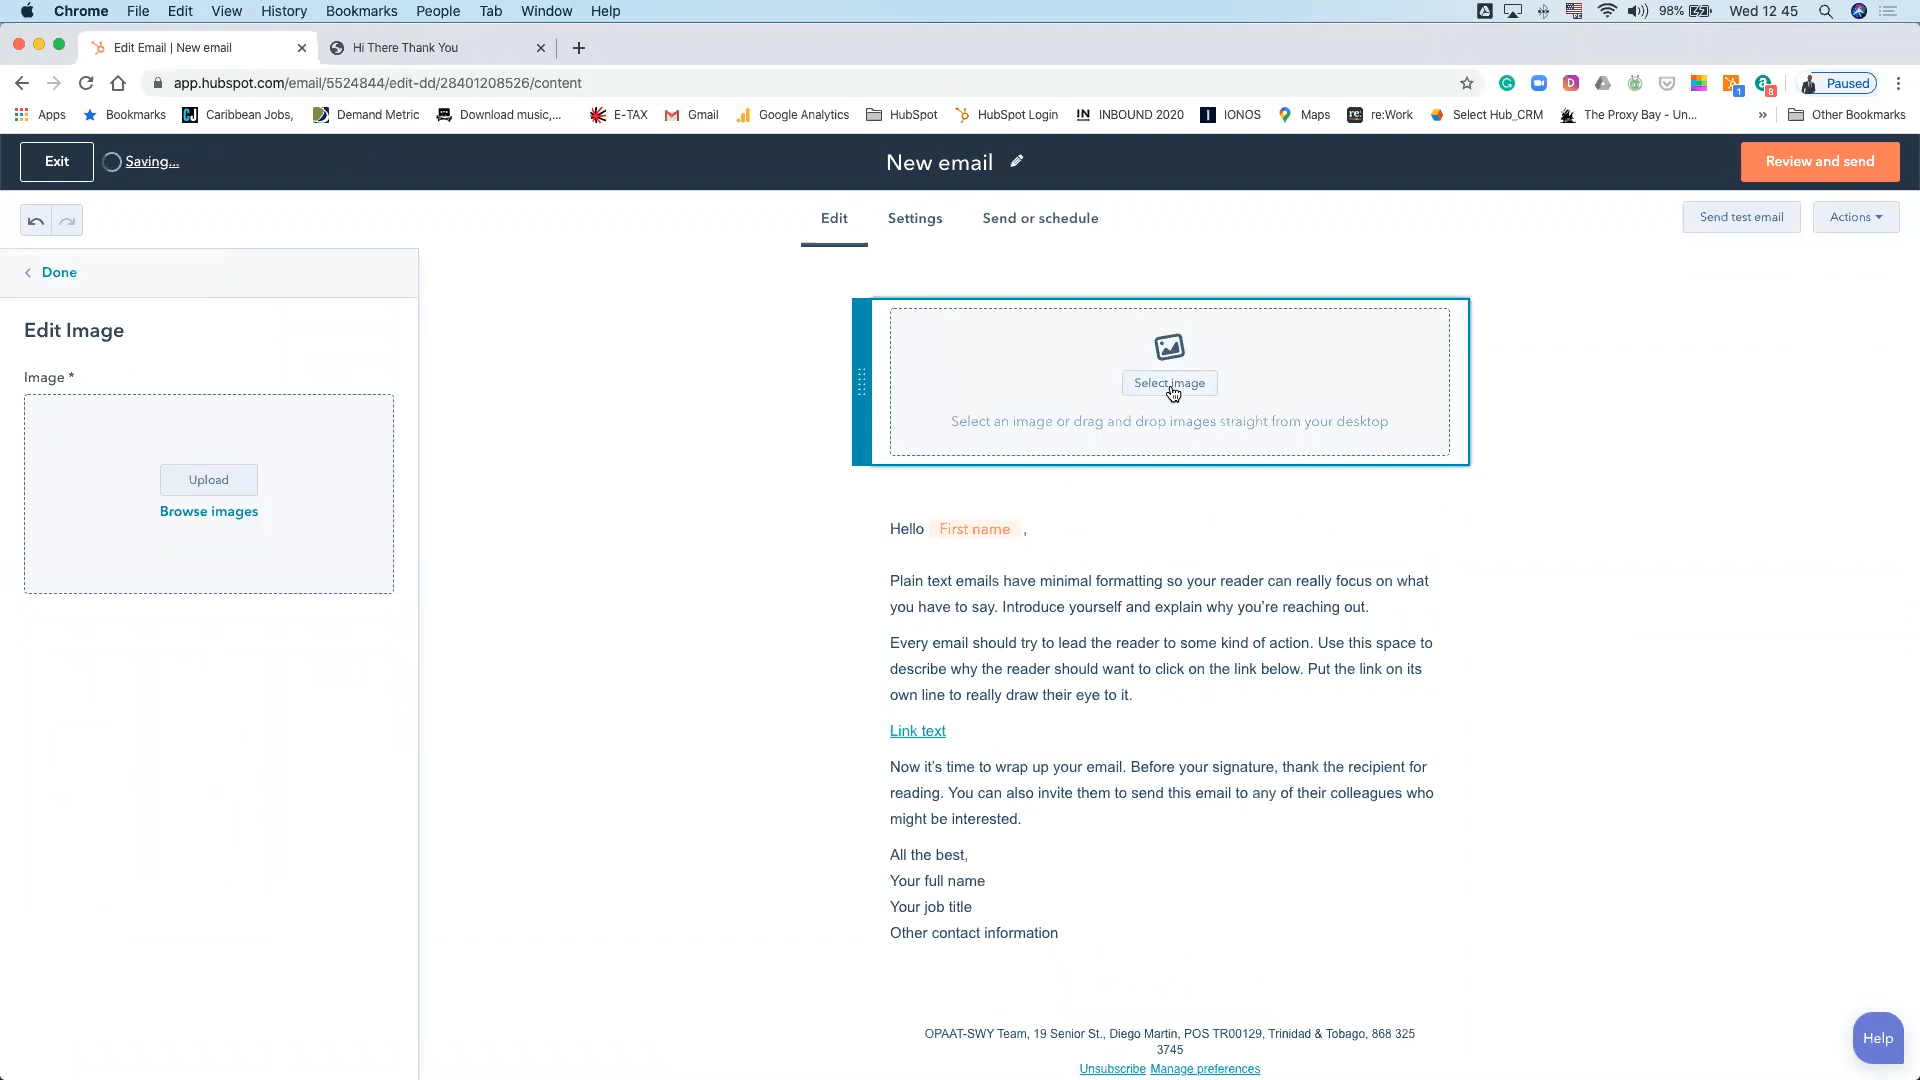 Chrome File Edit View History Bookmarks People Tab Window Help 98% Wed 12 45
Edit Email | New email Hi There Thank You
app.hubspot.com/email/5524844/edit-dd/28401208526/content Paused
Apps Bookmarks Caribbean Jobs, Demand Metric Download music,... E-TAX Gmail Google Analytics HubSpot HubSpot Login INBOUND 2020 IONOS Maps re:Work Select Hub_CRM The Proxy Bay - Un... » Other Bookmarks
Exit Saving... New email Review and send
Edit Settings Send or schedule Send test email Actions
Done
Edit Image
Image *
Upload
Browse images
Select image
Select an image or drag and drop images straight from your desktop
Hello First name ,
Plain text emails have minimal formatting so your reader can really focus on what
you have to say. Introduce yourself and explain why you’re reaching out.
Every email should try to lead the reader to some kind of action. Use this space to
describe why the reader should want to click on the link below. Put the link on its
own line to really draw their eye to it.
Link text
Now it’s time to wrap up your email. Before your signature, thank the recipient for
reading. You can also invite them to send this email to any of their colleagues who
might be interested.
All the best,
Your full name
Your job title
Other contact information
OPAAT-SWY Team, 19 Senior St., Diego Martin, POS TR00129, Trinidad & Tobago, 868 325
3745
Unsubscribe Manage preferences
Help